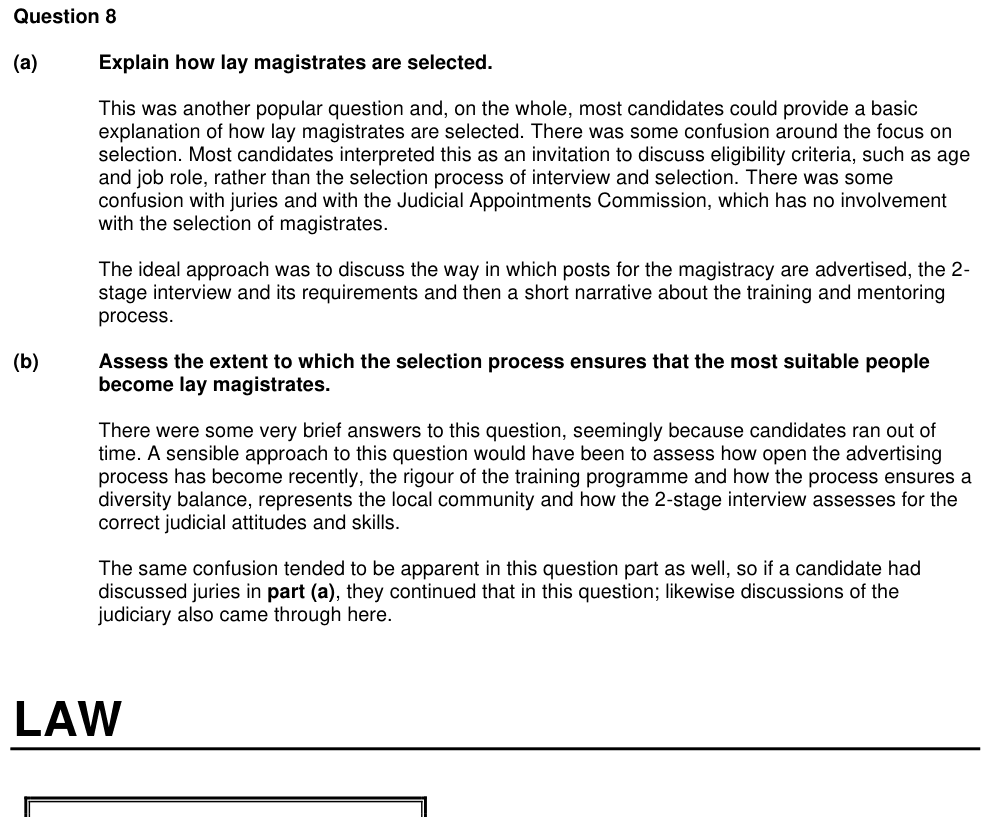 Question 8
(a) Explain how lay magistrates are selected.
This was another popular question and, on the whole, most candidates could provide a basic
explanation of how lay magistrates are selected. There was some confusion around the focus on
selection. Most candidates interpreted this as an invitation to discuss eligibility criteria, such as age
and job role, rather than the selection process of interview and selection. There was some
confusion with juries and with the Judicial Appointments Commission, which has no involvement
with the selection of magistrates.
The ideal approach was to discuss the way in which posts for the magistracy are advertised, the 2-
stage interview and its requirements and then a short narrative about the training and mentoring
process.
(b) Assess the extent to which the selection process ensures that the most suitable people
become lay magistrates.
There were some very brief answers to this question, seemingly because candidates ran out of
time. A sensible approach to this question would have been to assess how open the advertising
process has become recently, the rigour of the training programme and how the process ensures a
diversity balance, represents the local community and how the 2-stage interview assesses for the
correct judicial attitudes and skills.
The same confusion tended to be apparent in this question part as well, so if a candidate had
discussed juries in part (a), they continued that in this question; likewise discussions of the
judiciary also came through here.
LAW